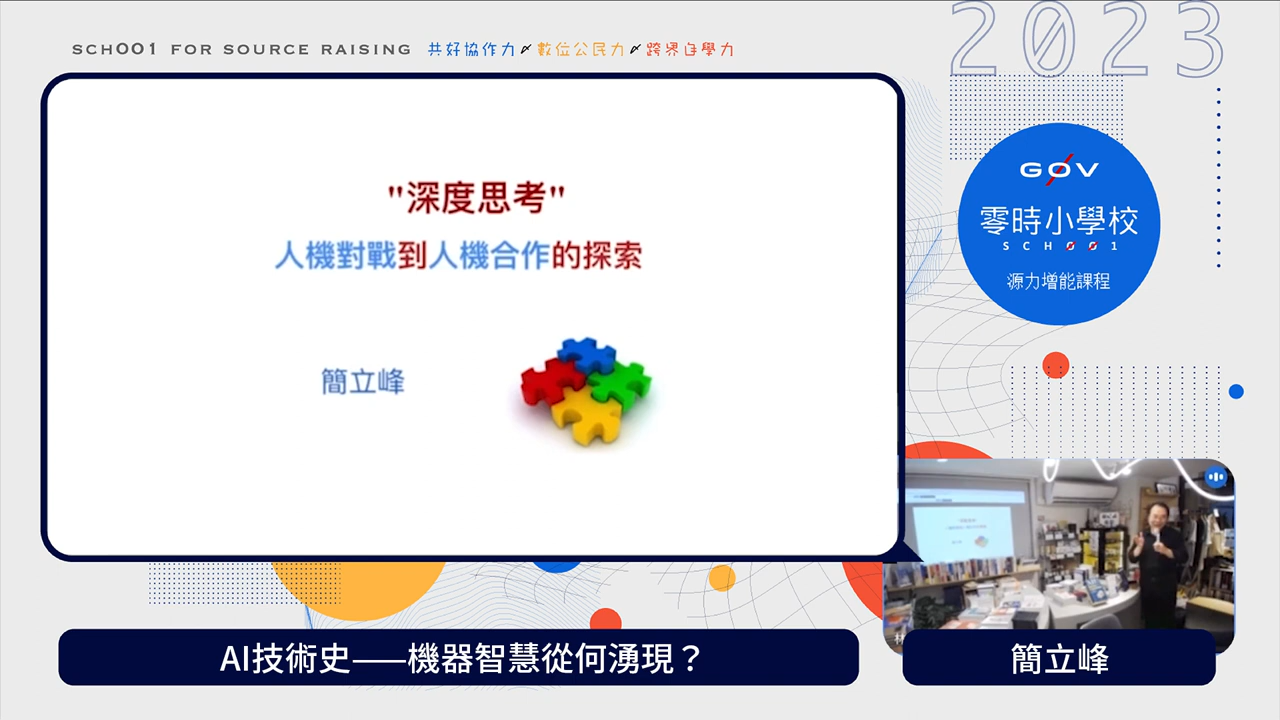 SCH001 FOR SOURCE RAISING 共好協作力 數位公民力 跨界自學力
2023
"深度思考"
人機對戰到人機合作的探索
簡立峰
G0V
零時小學校
SCH001
源力增能課程
AI技術史——機器智慧從何湧現？
簡立峰